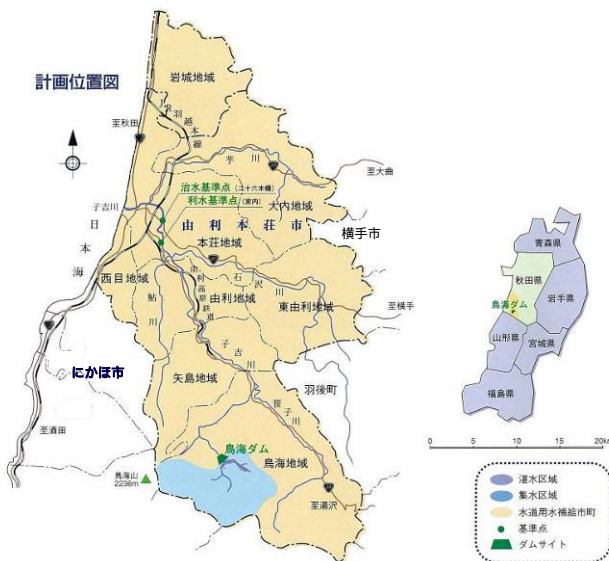 計画位置図
岩城地域
JR羽越本線
至秋田
芋川
至大曲
治水基準点(二十六木橋)
利水基準点(宮内)
大内地域
子吉川
日本海
由利本荘市
横手市
本荘地域
西目地域
鮎川
由利高原鉄道
石沢川
由利地域
東由利地域
至横手
にかほ市
子吉川
矢島地域
笹子川
羽後町
至酒田
鳥海ダム
鳥海地域
鳥海山
2236m
至湯沢
青森県
秋田県
岩手県
鳥海ダム
山形県
宮城県
福島県
0 5 10 15 20km
湛水区域
集水区域
水道用水補給市町
基準点
ダムサイト